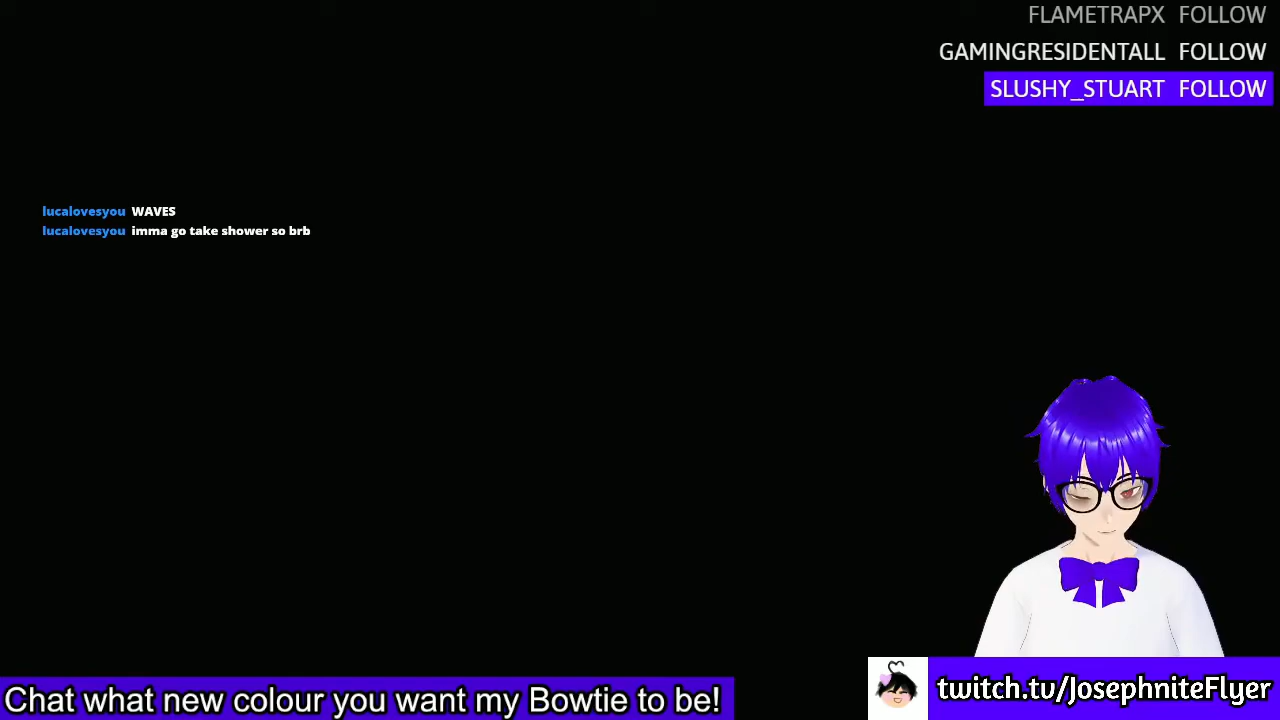 FLAMETRAPX FOLLOW
GAMINGRESIDENTALL FOLLOW
SLUSHY_STUART FOLLOW
lucalovesyou WAVES
lucalovesyou imma go take shower so brb
Chat what new colour you want my Bowtie to be!
twitch.tv/JosephniteFlyer